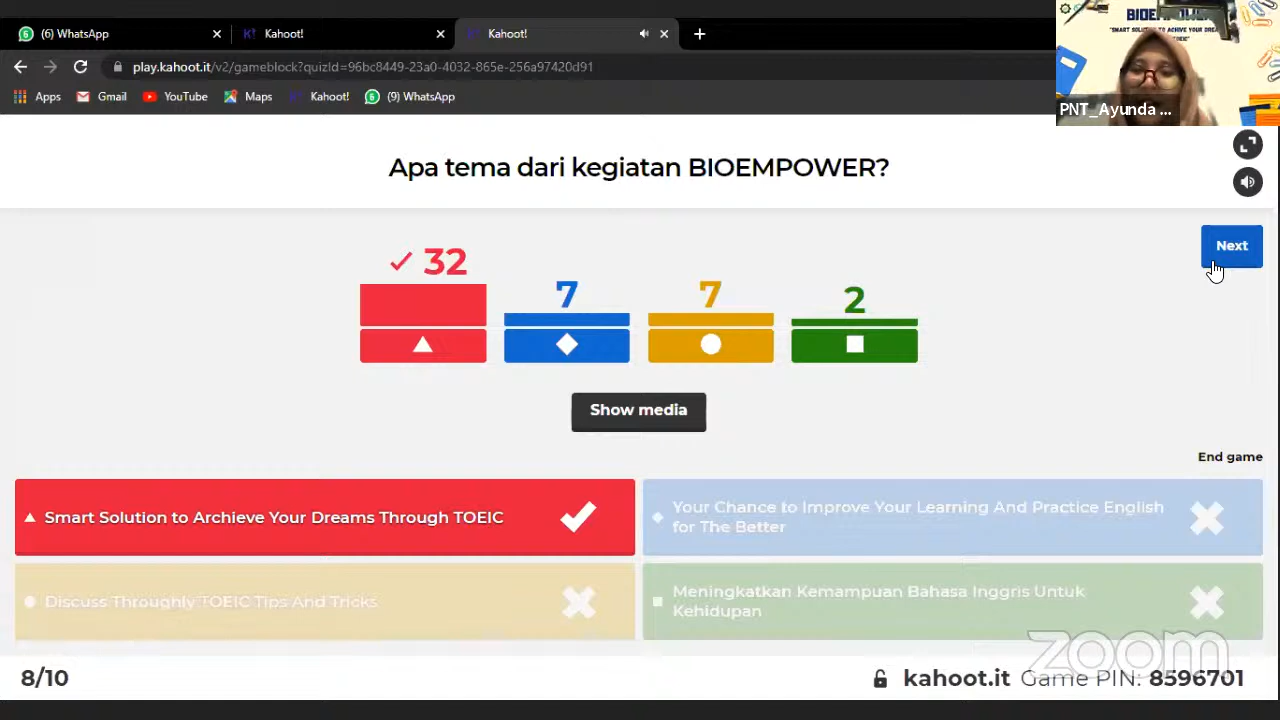 (6) WhatsApp
Kahoot!
Kahoot!
play.kahoot.it/v2/gameblock?quizId=96bc8449-23a0-4032-865e-256a97420d91
Apps
Gmail
YouTube
Maps
Kahoot!
(9) WhatsApp
PNT_Ayunda ...
Apa tema dari kegiatan BIOEMPOWER?
Next
32
7
7
2
Show media
End game
Smart Solution to Archieve Your Dreams Through TOEIC
Your Chance to Improve Your Learning And Practice English
for The Better
Discuss Throughly TOEIC Tips And Tricks
Meningkatkan Kemampuan Bahasa Inggris Untuk
Kehidupan
zoom
8/10
kahoot.it Game PIN: 8596701